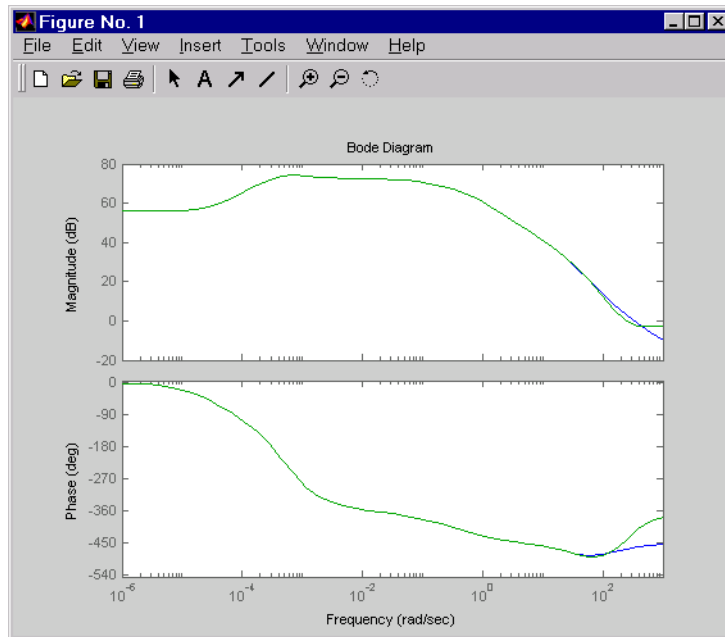 Figure No. 1
File Edit View Insert Tools Window Help
A
Bode Diagram
Magnitude (dB)
80
60
40
20
0
-20
Phase (deg)
0
-90
-180
-270
-360
-450
-540
10^-6 10^-4 10^-2 10^0 10^2
Frequency (rad/sec)